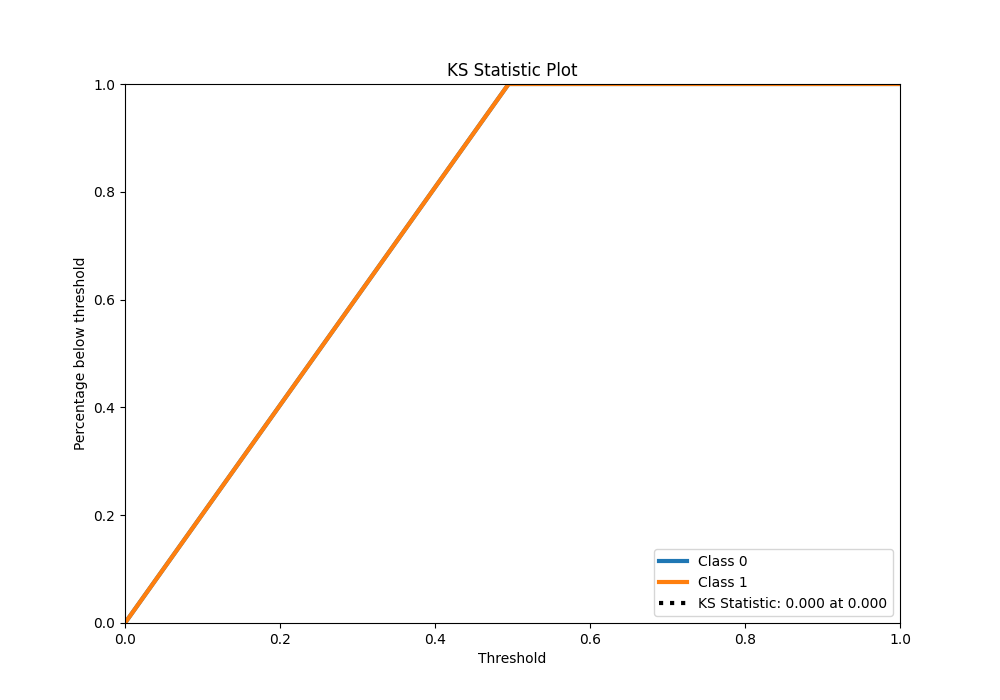 KS Statistic Plot
1.0
0.8
0.6
0.4
0.2
0.0
Percentage below threshold
0.0 0.2 0.4 0.6 0.8 1.0
Threshold
Class 0
Class 1
KS Statistic: 0.000 at 0.000